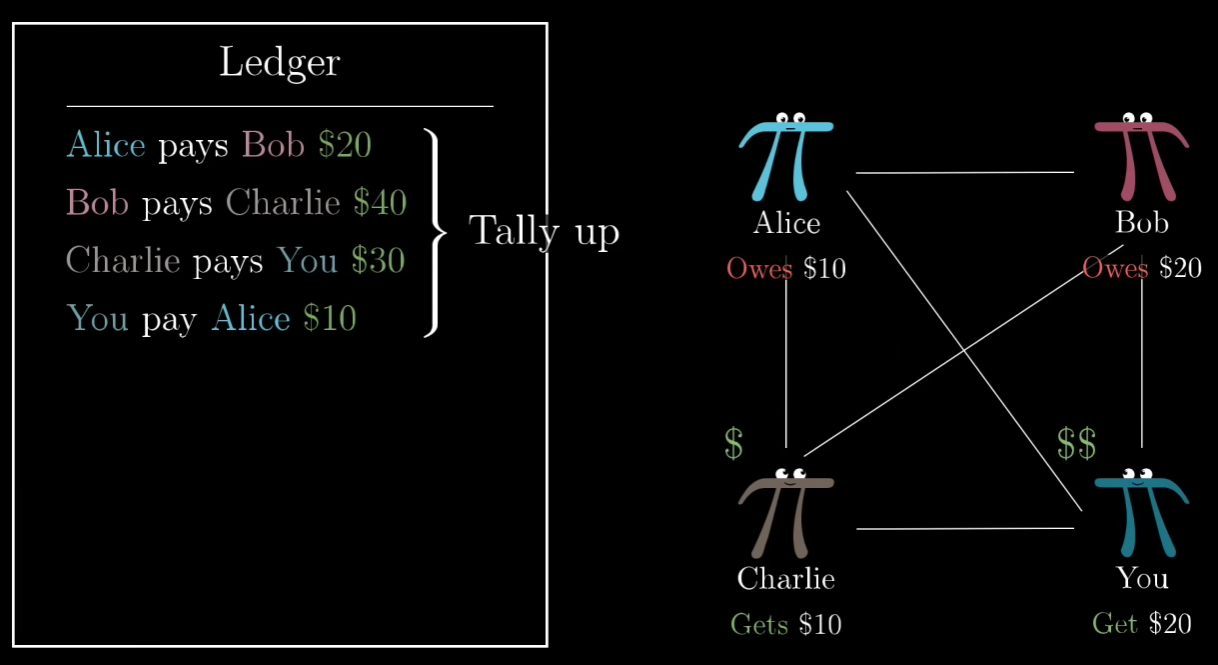 Ledger
Alice pays Bob $20
Bob pays Charlie $40
Charlie pays You $30
You pay Alice $10
Tally up
Alice
Owes $10
Bob
Owes $20
$
Charlie
Gets $10
$$
You
Get $20